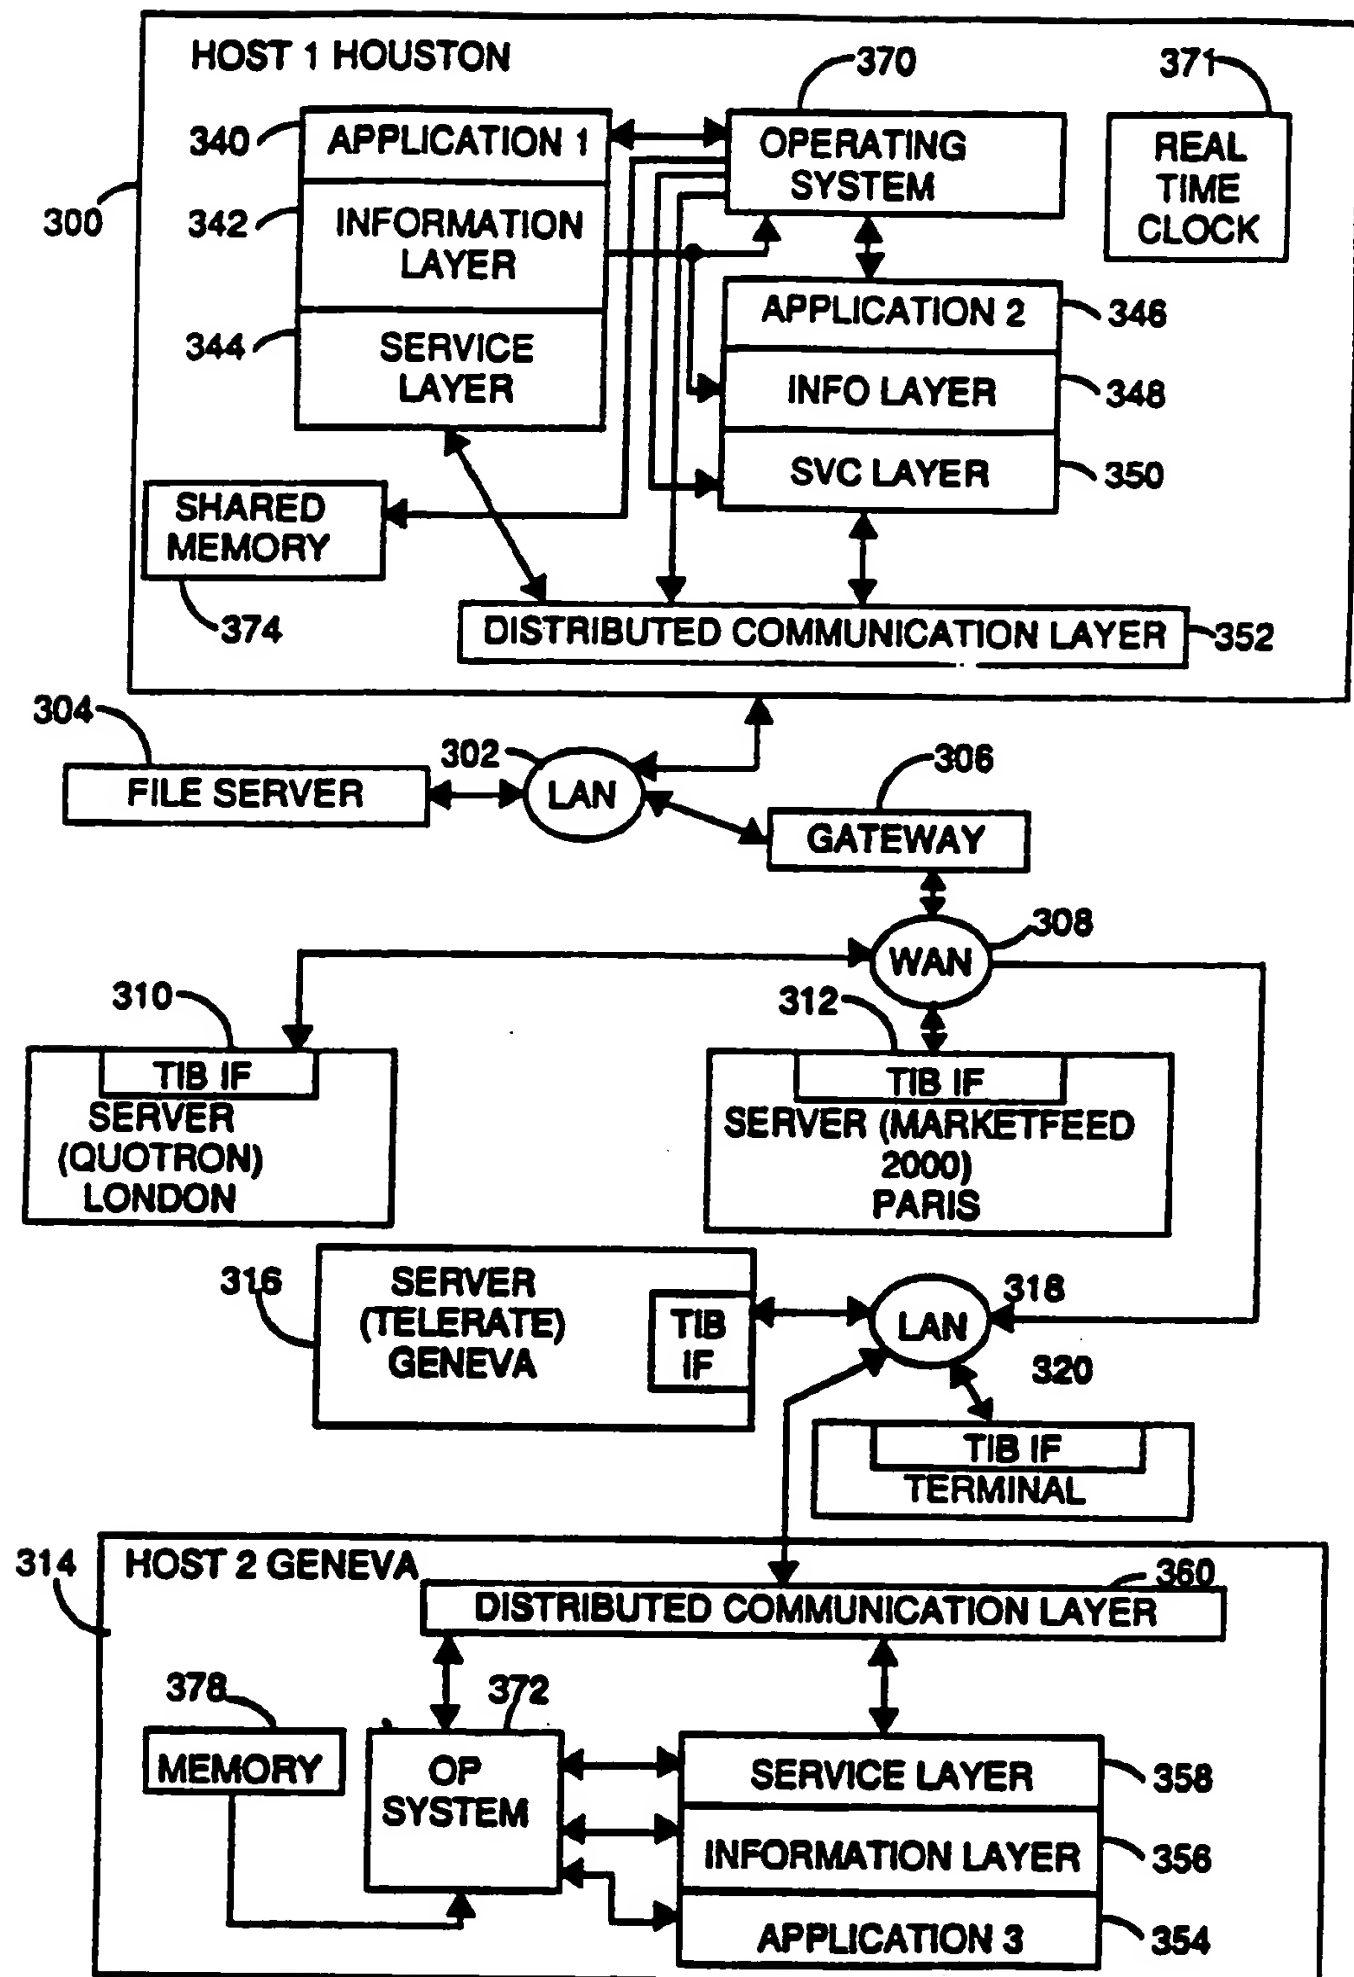 HOST 1 HOUSTON
370
371
340
APPLICATION 1
OPERATING
SYSTEM
REAL
TIME
CLOCK
300
342
INFORMATION
LAYER
344
SERVICE
LAYER
APPLICATION 2
346
INFO LAYER
348
SVC LAYER
350
SHARED
MEMORY
374
DISTRIBUTED COMMUNICATION LAYER
352
304
302
306
FILE SERVER
LAN
GATEWAY
308
WAN
310
312
TIB IF
SERVER
(QUOTRON)
LONDON
TIB IF
SERVER (MARKETFEED
2000)
PARIS
316
SERVER
(TELERATE)
GENEVA
TIB
IF
318
LAN
320
TIB IF
TERMINAL
314
HOST 2 GENEVA
360
DISTRIBUTED COMMUNICATION LAYER
378
372
MEMORY
OP
SYSTEM
SERVICE LAYER
358
INFORMATION LAYER
356
APPLICATION 3
354